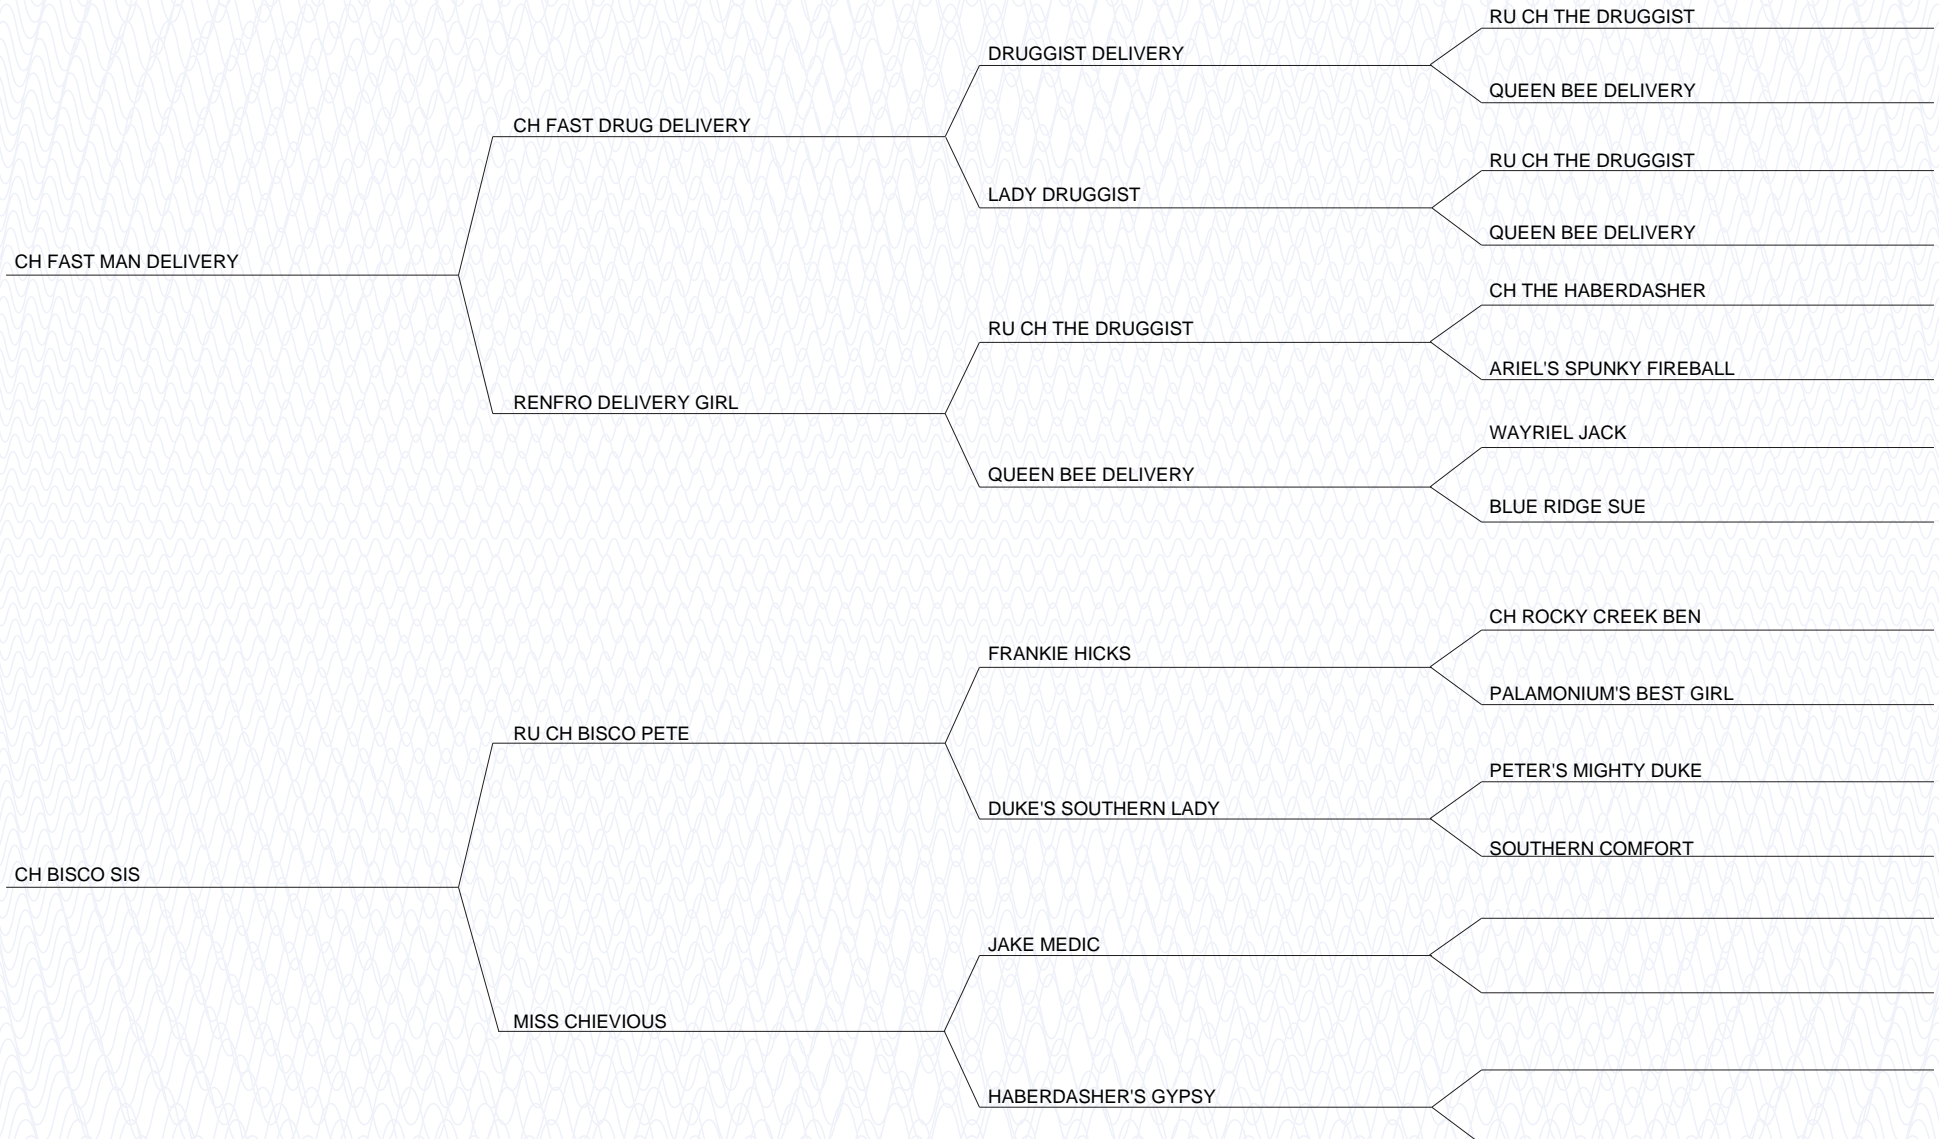 RU CH THE DRUGGIST
DRUGGIST DELIVERY
QUEEN BEE DELIVERY
CH FAST DRUG DELIVERY
RU CH THE DRUGGIST
LADY DRUGGIST
QUEEN BEE DELIVERY
CH FAST MAN DELIVERY
CH THE HABERDASHER
RU CH THE DRUGGIST
ARIEL'S SPUNKY FIREBALL
RENFRO DELIVERY GIRL
WAYRIEL JACK
QUEEN BEE DELIVERY
BLUE RIDGE SUE
CH ROCKY CREEK BEN
FRANKIE HICKS
PALAMONIUM'S BEST GIRL
RU CH BISCO PETE
PETER'S MIGHTY DUKE
DUKE'S SOUTHERN LADY
SOUTHERN COMFORT
CH BISCO SIS
JAKE MEDIC
MISS CHIEVIOUS
HABERDASHER'S GYPSY